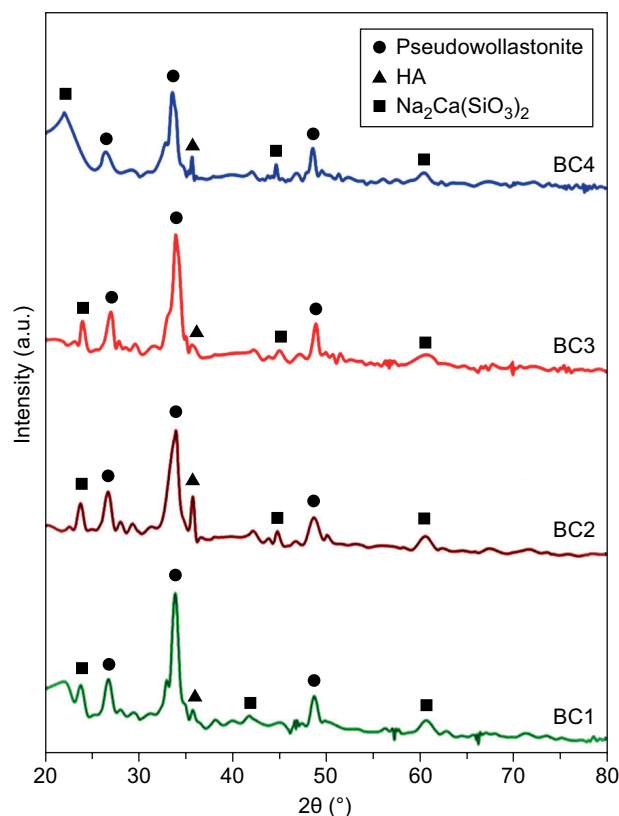 ● Pseudowollastonite
▲ HA
■ Na₂Ca(SiO₃)₂
BC4
BC3
BC2
BC1
Intensity (a.u.)
20 30 40 50 60 70 80
2θ (°)